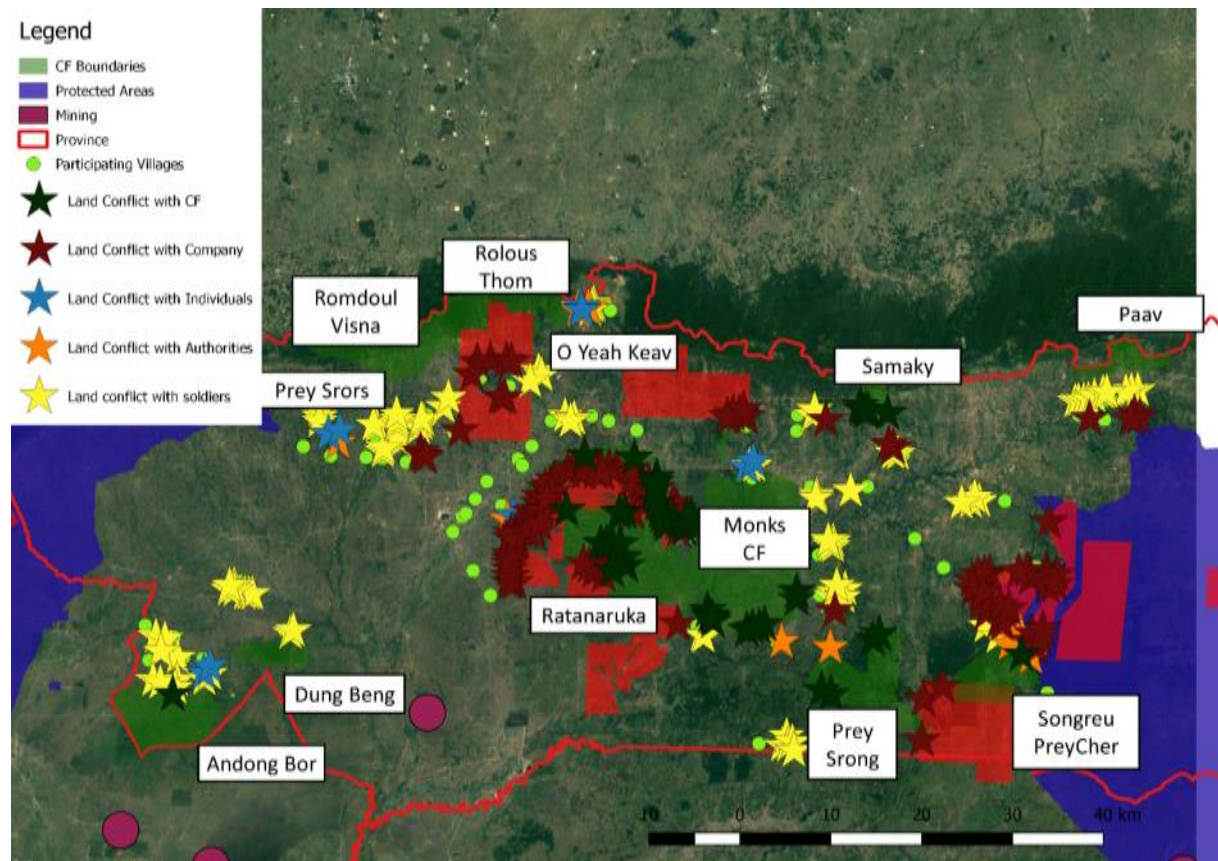 Legend
CF Boundaries
Protected Areas
Mining
Province
Participating Villages
Land Conflict with CF
Land Conflict with Company
Land Conflict with Individuals
Land Conflict with Authorities
Land conflict with soldiers
Rolous
Thom
Romdoul
Visna
Paav
O Yeah Keav
Samaky
Prey Srors
Monks
CF
Ratanaruka
Dung Beng
Prey
Srong
Songreu
PreyCher
Andong Bor
10 0 10 20 30 40 km